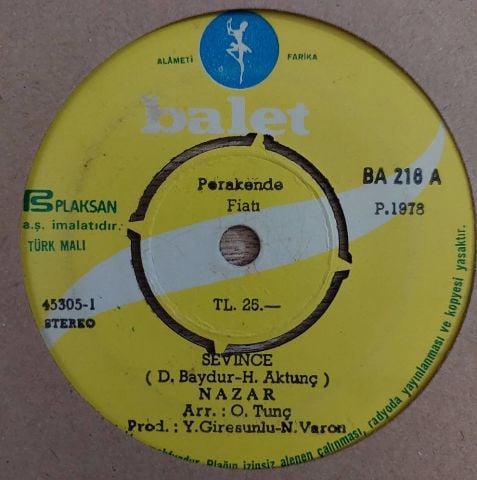 ALÂMETİ FARİKA
balet
Perakende
Fiatı
BA 218 A
P.1978
PLAKSAN
a.ş. imalatıdır.
TÜRK MALI
45305-1
STEREO
TL. 25.—
SEVİNCE
( D. Baydur-H. Aktunç )
NAZAR
Arr. : O. Tunç
Prod. : Y.Giresunlu-N.Varon
Plağın izinsiz alenen çalınması, radyoda yayınlanması ve kopyesi yasaktır.